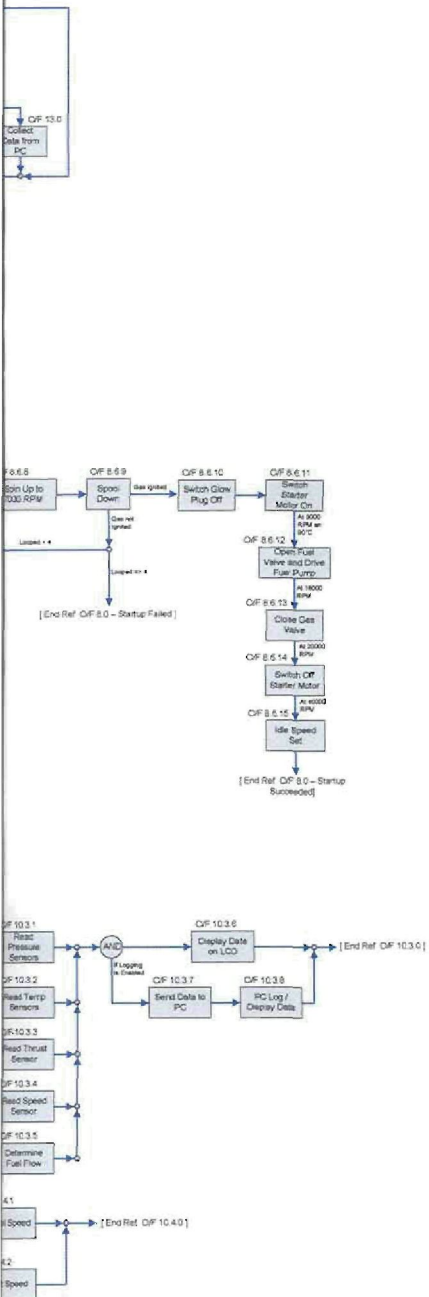 O/F 13.0
Collect
Data from
PC
F 8.6.8
Spin Up to
7000 RPM
O/F 8.6.9
Spool
Down
Gas ignited
O/F 8.6.10
Switch Glow
Plug Off
O/F 8.6.11
Switch
Starter
Motor On
Gas not
ignited
Looped < 4
Looped => 4
[ End Ref O/F 8.0 – Startup Failed ]
RPM
90°C
O/F 8.6.12
Open Fuel
Valve and Drive
Fuel Pump
At 18000
RPM
O/F 8.6.13
Close Gas
Valve
At 20000
RPM
O/F 8.6.14
Switch Off
Starter Motor
At 40000
RPM
O/F 8.6.15
Idle Speed
Set
[ End Ref O/F 8.0 – Startup
Succeeded]
O/F 10.3.1
Read
Pressure
Sensors
AND
If Logging
is Enabled
O/F 10.3.6
Display Data
on LCD
[ End Ref O/F 10.3.0 ]
O/F 10.3.7
Send Data to
PC
O/F 10.3.8
PC Log /
Display Data
O/F 10.3.2
Read Temp
Sensors
O/F 10.3.3
Read Thrust
Sensor
O/F 10.3.4
Read Speed
Sensor
O/F 10.3.5
Determine
Fuel Flow
4.1
Speed
[ End Ref O/F 10.4.0 ]
4.2
Speed